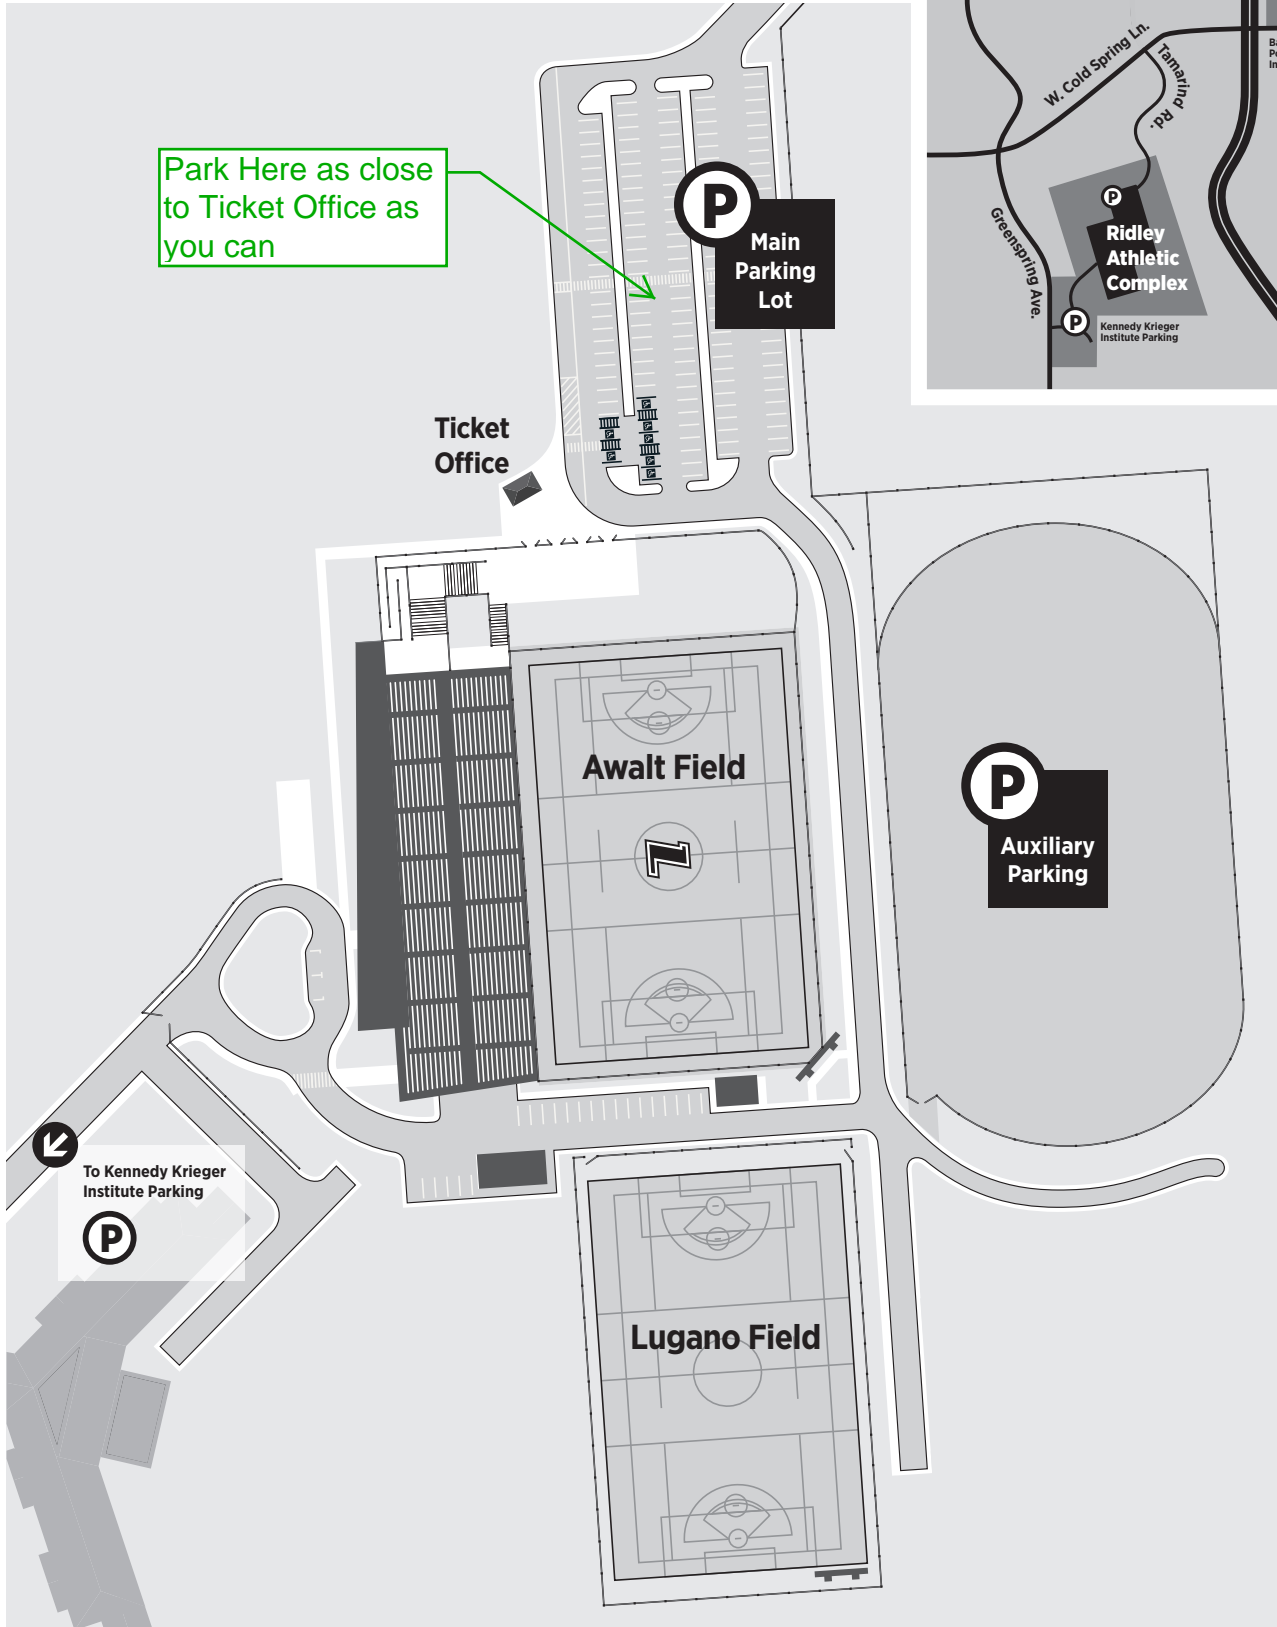 W. Cold Spring Ln.
Tamarind Rd.
Greenspring Ave.
P
Ridley
Athletic
Complex
P
Kennedy Krieger
Institute Parking
Park Here as close
to Ticket Office as
you can
P
Main
Parking
Lot
Ticket
Office
Awalt Field
P
Auxiliary
Parking
To Kennedy Krieger
Institute Parking
P
Lugano Field